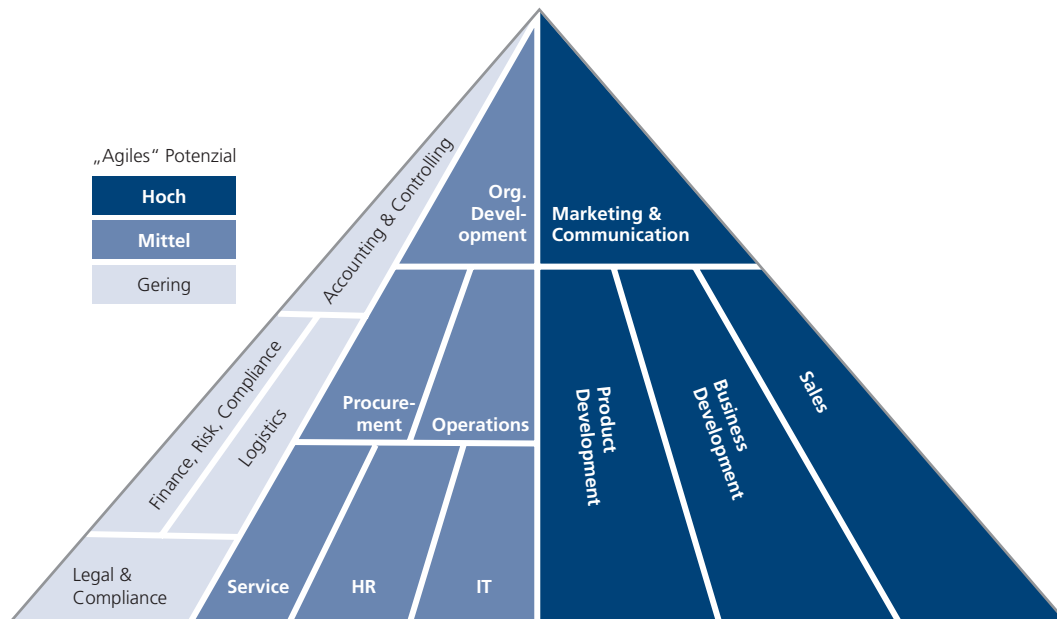 „Agiles“ Potenzial
Hoch
Mittel
Gering
Accounting & Controlling
Org.
Devel-
opment
Marketing &
Communication
Finance, Risk, Compliance
Logistics
Procure-
ment
Operations
Product
Development
Business
Development
Sales
Legal &
Compliance
Service
HR
IT